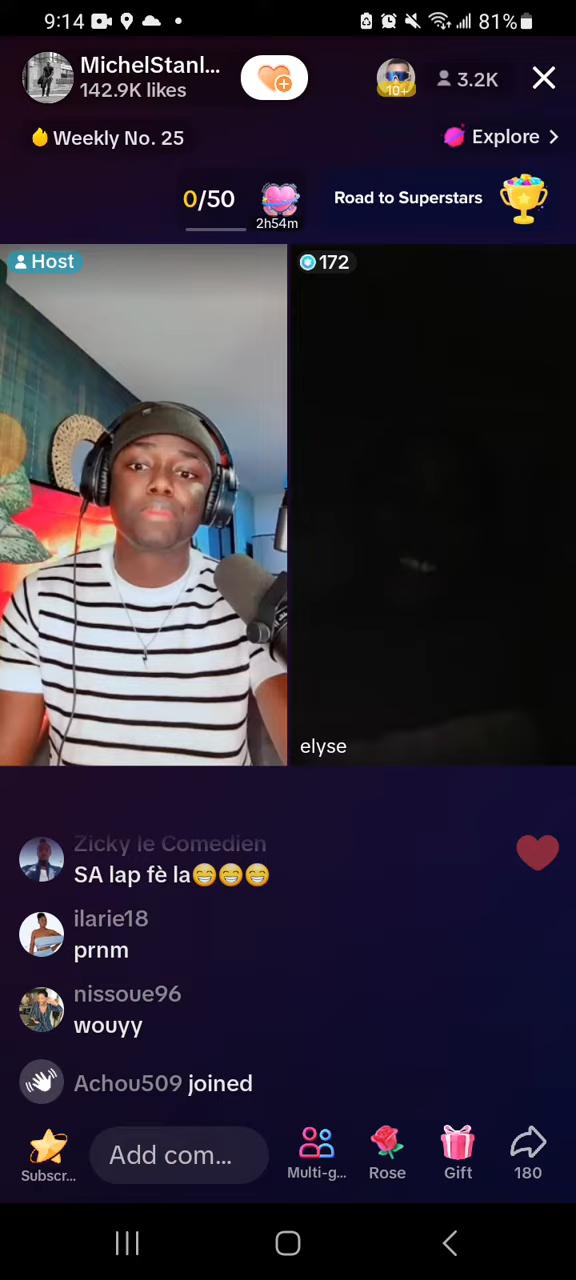 9:14
81%
MichelStanl...
142.9K likes
10+
3.2K
Weekly No. 25
Explore >
0/50
2h54m
Road to Superstars
Host
172
elyse
Zicky le Comedien
SA lap fè la😁😁😁
ilarie18
prnm
nissoue96
wouyy
Achou509 joined
Subscr...
Add com...
Multi-g...
Rose
Gift
180